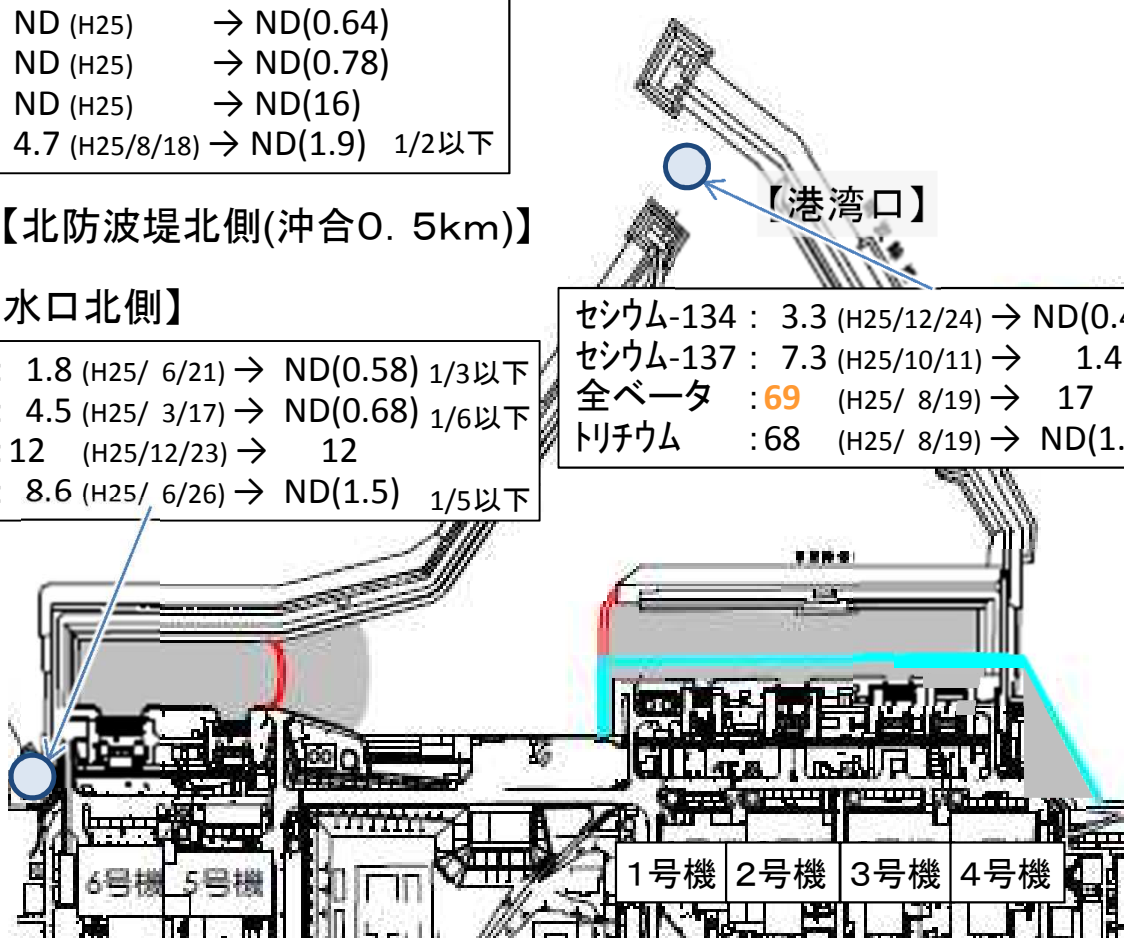 ND (H25) → ND(0.64)
ND (H25) → ND(0.78)
ND (H25) → ND(16)
4.7 (H25/8/18) → ND(1.9) 1/2以下
【北防波堤北側(沖合0.5km)】
水口北側】
: 1.8 (H25/ 6/21) → ND(0.58) 1/3以下
: 4.5 (H25/ 3/17) → ND(0.68) 1/6以下
:12 (H25/12/23) → 12
: 8.6 (H25/ 6/26) → ND(1.5) 1/5以下
【港湾口】
セシウム-134 : 3.3 (H25/12/24) → ND(0.4
セシウム-137 : 7.3 (H25/10/11) → 1.4
全ベータ :69 (H25/ 8/19) → 17
トリチウム :68 (H25/ 8/19) → ND(1.
6号機
5号機
1号機
2号機
3号機
4号機